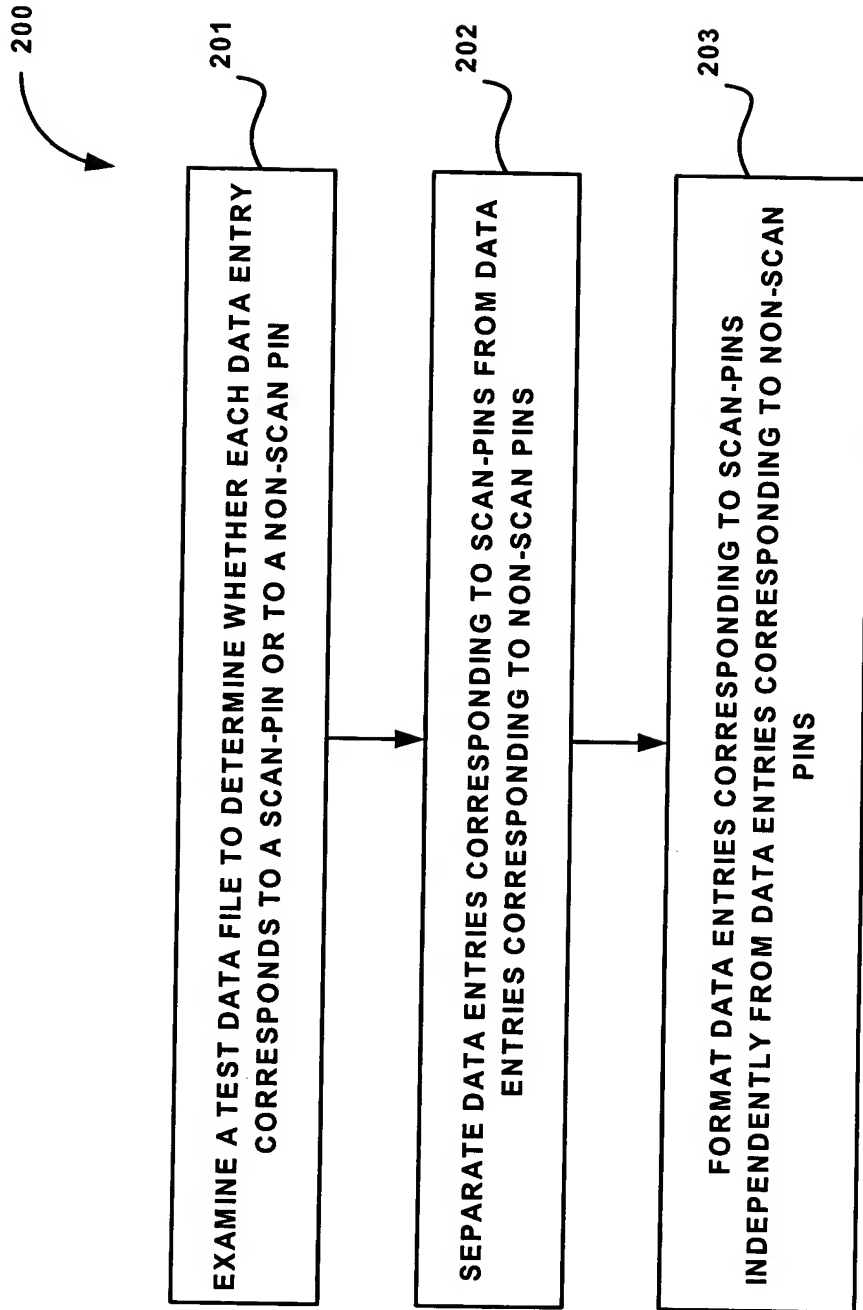 200
201
EXAMINE A TEST DATA FILE TO DETERMINE WHETHER EACH DATA ENTRY
CORRESPONDS TO A SCAN-PIN OR TO A NON-SCAN PIN
202
SEPARATE DATA ENTRIES CORRESPONDING TO SCAN-PINS FROM DATA
ENTRIES CORRESPONDING TO NON-SCAN PINS
203
FORMAT DATA ENTRIES CORRESPONDING TO SCAN-PINS
INDEPENDENTLY FROM DATA ENTRIES CORRESPONDING TO NON-SCAN
PINS